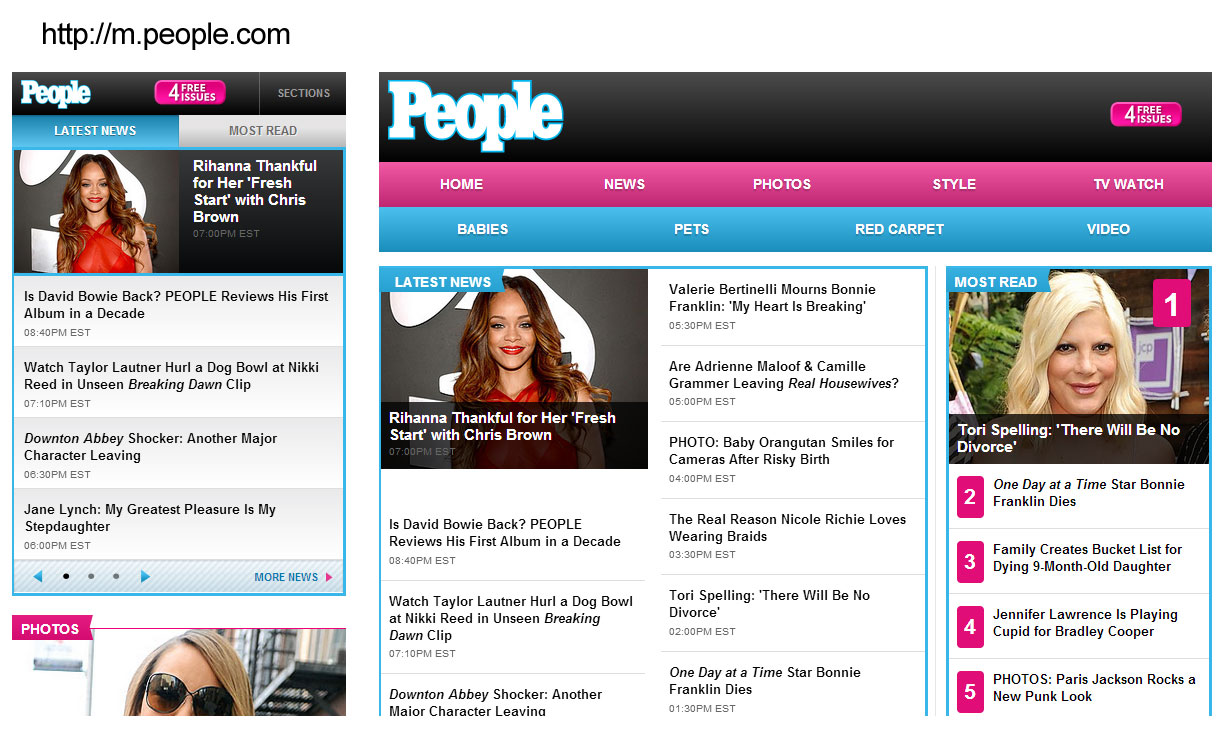 http://m.people.com
People
4 FREE ISSUES
SECTIONS
LATEST NEWS
MOST READ
Rihanna Thankful
for Her 'Fresh
Start' with Chris
Brown
07:00PM EST
Is David Bowie Back? PEOPLE Reviews His First
Album in a Decade
08:40PM EST
Watch Taylor Lautner Hurl a Dog Bowl at Nikki
Reed in Unseen Breaking Dawn Clip
07:10PM EST
Downton Abbey Shocker: Another Major
Character Leaving
06:30PM EST
Jane Lynch: My Greatest Pleasure Is My
Stepdaughter
06:00PM EST
MORE NEWS
PHOTOS
People
4 FREE ISSUES
HOME NEWS PHOTOS STYLE TV WATCH
BABIES PETS RED CARPET VIDEO
LATEST NEWS
Rihanna Thankful for Her 'Fresh
Start' with Chris Brown
07:00PM EST
Is David Bowie Back? PEOPLE
Reviews His First Album in a Decade
08:40PM EST
Watch Taylor Lautner Hurl a Dog Bowl
at Nikki Reed in Unseen Breaking
Dawn Clip
07:10PM EST
Downton Abbey Shocker: Another
Major Character Leaving
Valerie Bertinelli Mourns Bonnie
Franklin: 'My Heart Is Breaking'
05:30PM EST
Are Adrienne Maloof & Camille
Grammer Leaving Real Housewives?
05:00PM EST
PHOTO: Baby Orangutan Smiles for
Cameras After Risky Birth
04:00PM EST
The Real Reason Nicole Richie Loves
Wearing Braids
03:30PM EST
Tori Spelling: 'There Will Be No
Divorce'
02:00PM EST
One Day at a Time Star Bonnie
Franklin Dies
01:30PM EST
MOST READ
1
jcp
Tori Spelling: 'There Will Be No
Divorce'
2
One Day at a Time Star Bonnie
Franklin Dies
3
Family Creates Bucket List for
Dying 9-Month-Old Daughter
4
Jennifer Lawrence Is Playing
Cupid for Bradley Cooper
5
PHOTOS: Paris Jackson Rocks a
New Punk Look